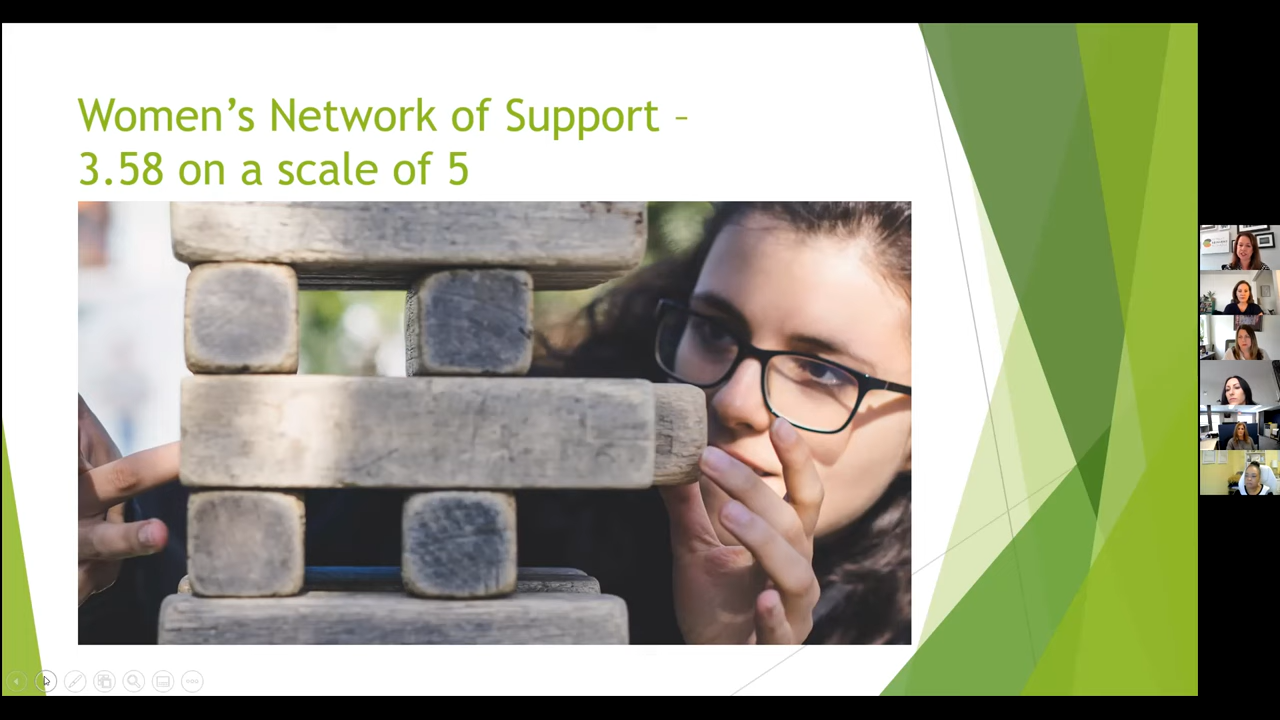 Women’s Network of Support –
3.58 on a scale of 5